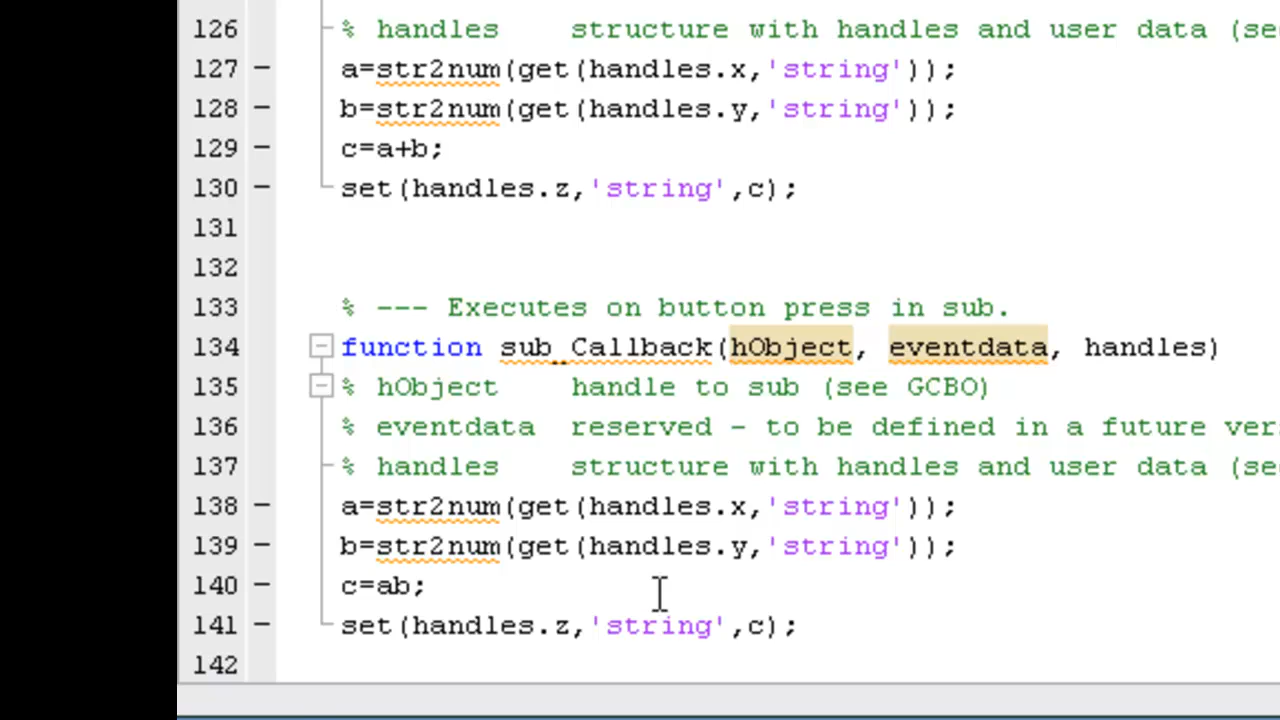 126 % handles    structure with handles and user data (se
127 - a=str2num(get(handles.x,'string'));
128 - b=str2num(get(handles.y,'string'));
129 - c=a+b;
130 - set(handles.z,'string',c);
131
132
133 % --- Executes on button press in sub.
134 function sub_Callback(hObject, eventdata, handles)
135 % hObject    handle to sub (see GCBO)
136 % eventdata  reserved - to be defined in a future ver
137 % handles    structure with handles and user data (se
138 - a=str2num(get(handles.x,'string'));
139 - b=str2num(get(handles.y,'string'));
140 - c=ab;
141 - set(handles.z,'string',c);
142